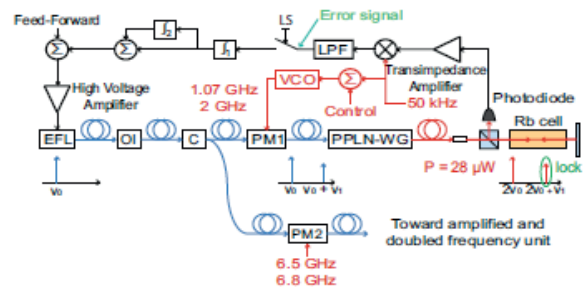 Feed-Forward
LS
Error signal
Σ
Σ
∫₂
∫₁
LPF
High Voltage
Amplifier
1.07 GHz
2 GHz
VCO
Σ
Control
Transimpedance
Amplifier
50 kHz
Photodiode
Rb cell
EFL
OI
C
PM1
PPLN-WG
P = 28 µW
lock
ν₀
ν₀ ν₀ + ν₁
2ν₀ 2ν₀+ν₁
PM2
6.5 GHz
6.8 GHz
Toward amplified and
doubled frequency unit